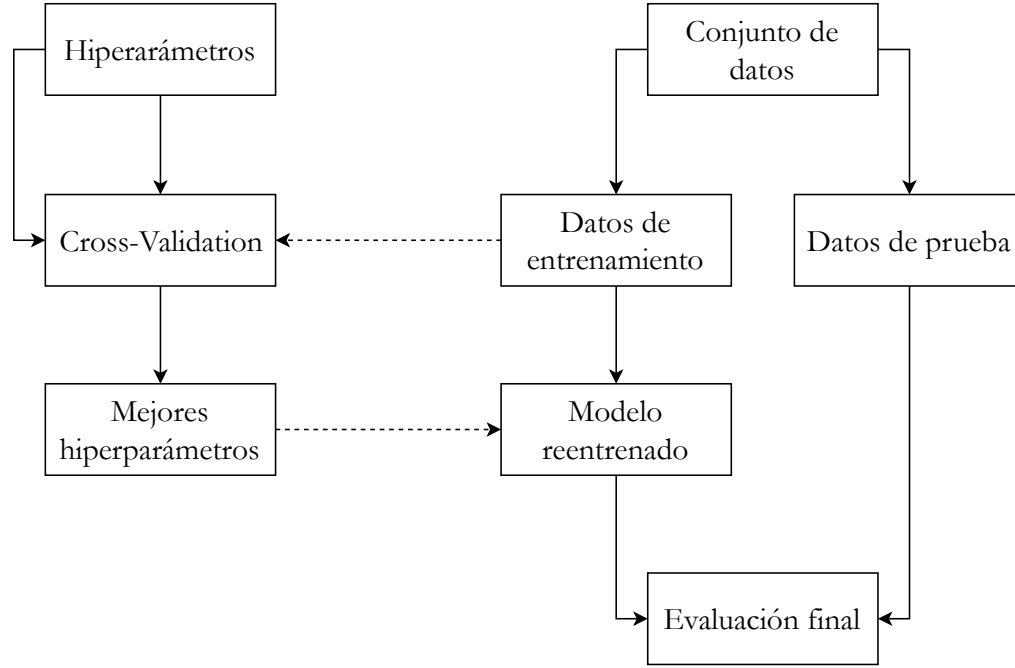 Hiperarámetros
Conjunto de
datos
Cross-Validation
Datos de
entrenamiento
Datos de prueba
Mejores
hiperparámetros
Modelo
reentrenado
Evaluación final